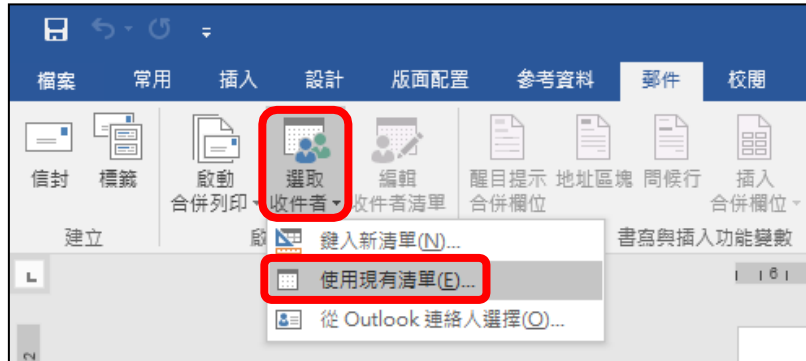 檔案 常用 插入 設計 版面配置 參考資料 郵件 校閱
信封 標籤 啟動 選取 編輯 醒目提示 地址區塊 問候行 插入
合併列印 收件者 收件者清單 合併欄位 合併欄位
建立 啟 書寫與插入功能變數
鍵入新清單(N)...
使用現有清單(E)...
從 Outlook 連絡人選擇(O)...
L
6
2